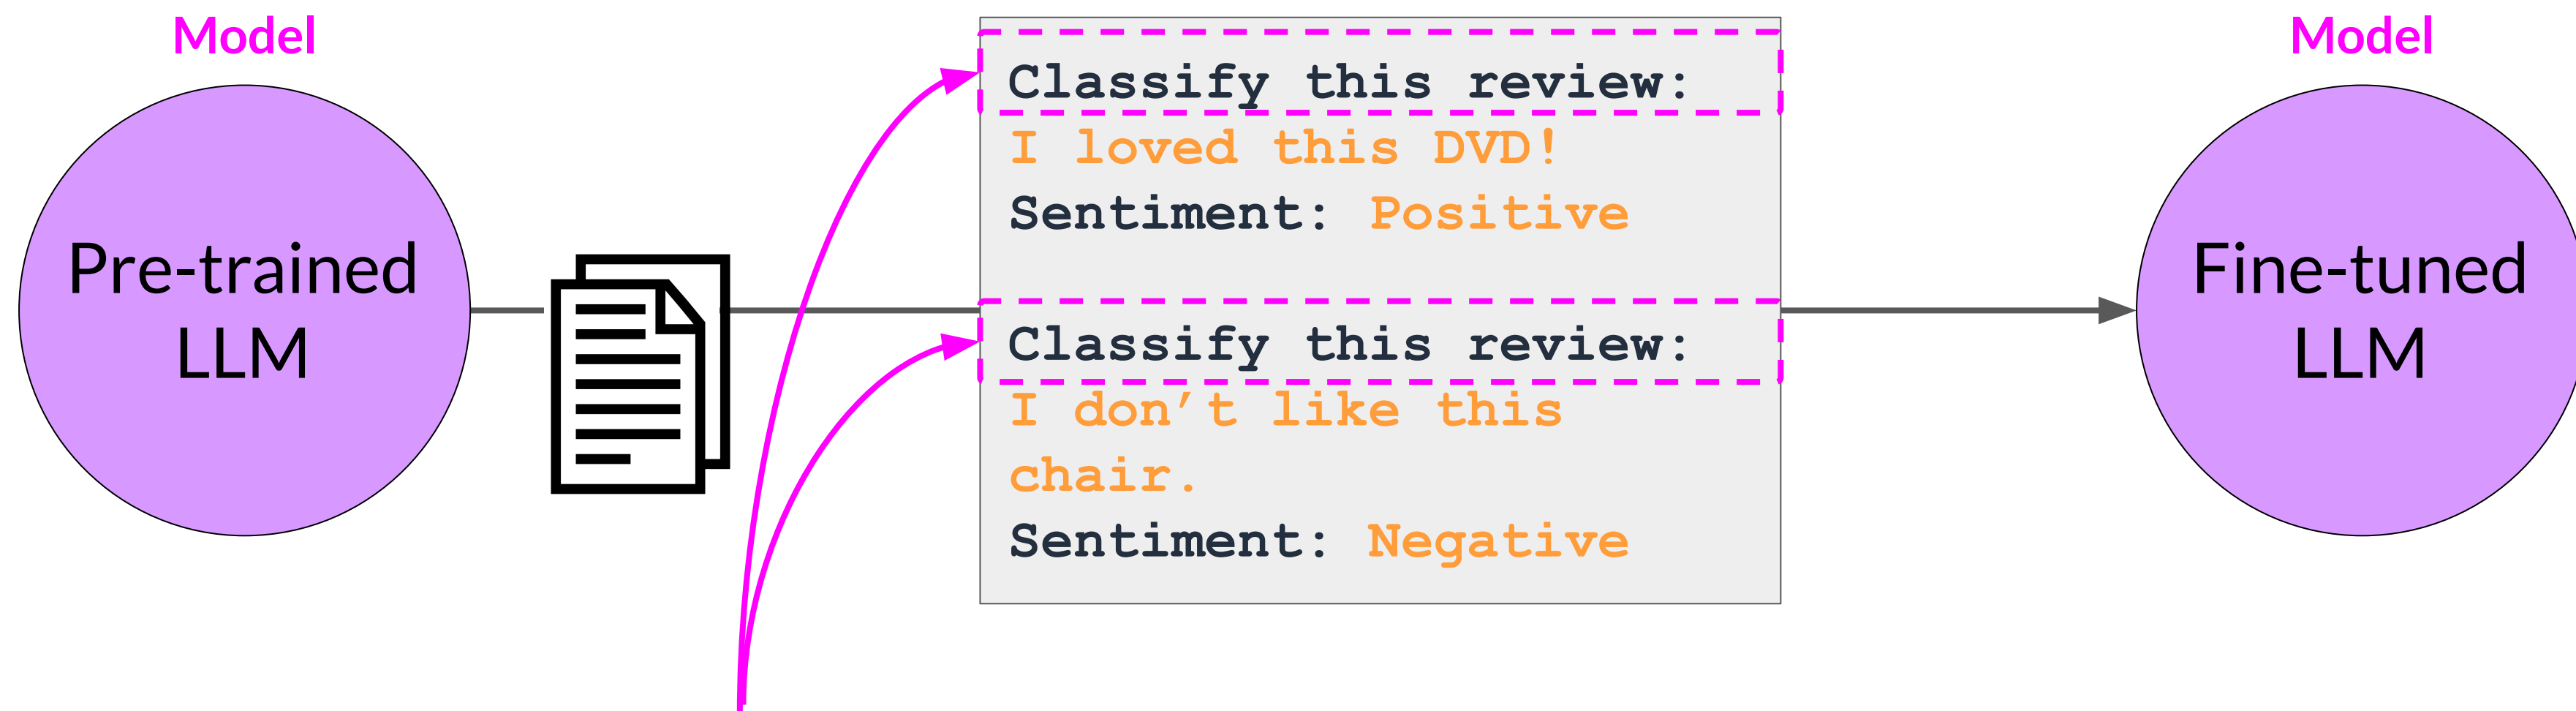 Model
Pre-trained
LLM
Classify this review:
I loved this DVD!
Sentiment: Positive
Classify this review:
I don’t like this
chair.
Sentiment: Negative
Model
Fine-tuned
LLM